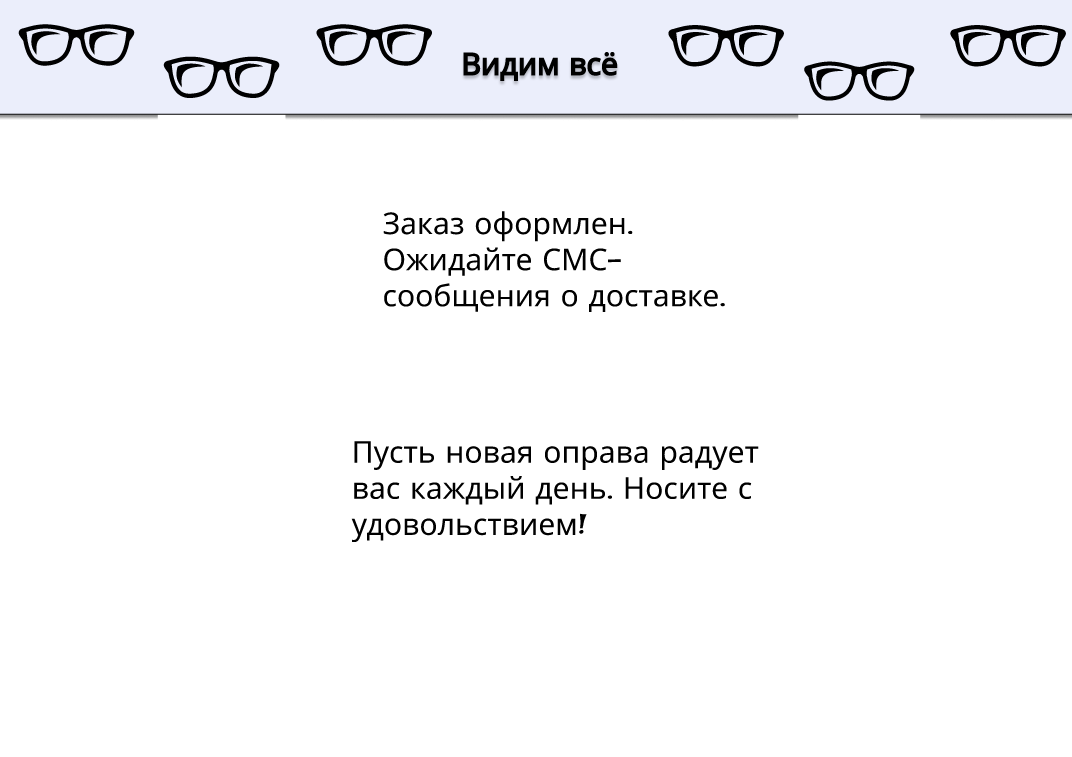 Видим всё
Заказ оформлен.
Ожидайте СМС–
сообщения о доставке.
Пусть новая оправа радует
вас каждый день. Носите с
удовольствием!